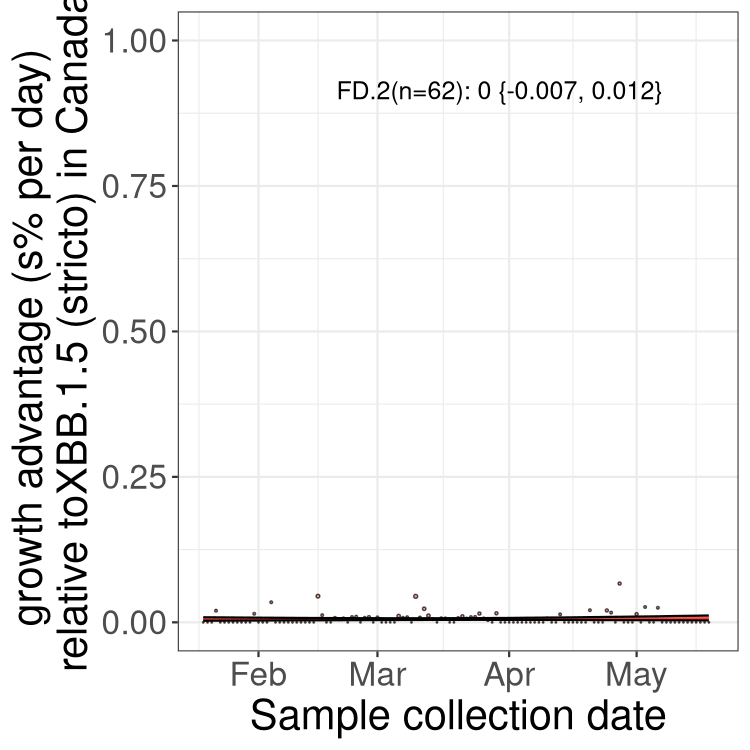 growth advantage (s% per day)
relative toXBB.1.5 (stricto) in Canada
1.00
0.75
0.50
0.25
0.00
FD.2(n=62): 0 {-0.007, 0.012}
Feb Mar Apr May
Sample collection date